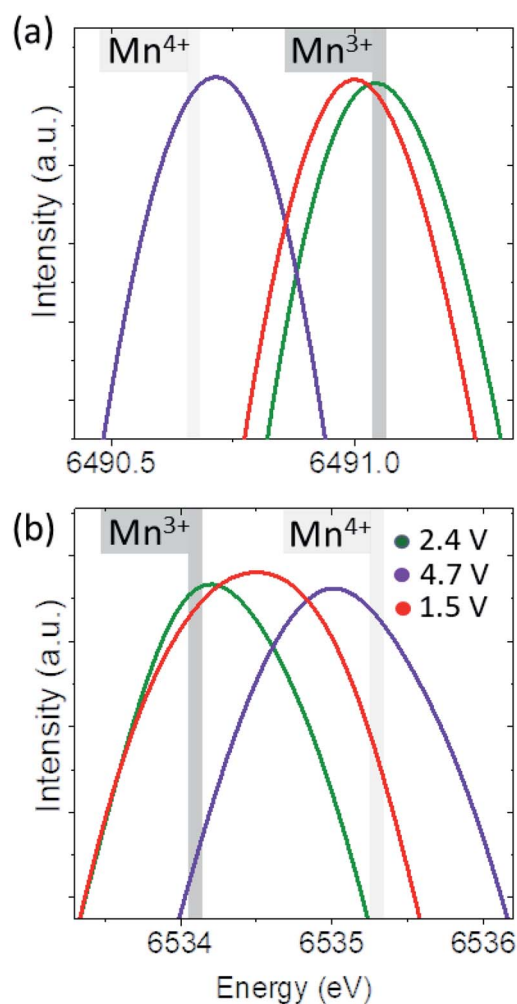 (a)
Mn4+
Mn3+
Intensity (a.u.)
6490.5
6491.0
(b)
Mn3+
Mn4+
2.4 V
4.7 V
1.5 V
Intensity (a.u.)
6534
6535
6536
Energy (eV)